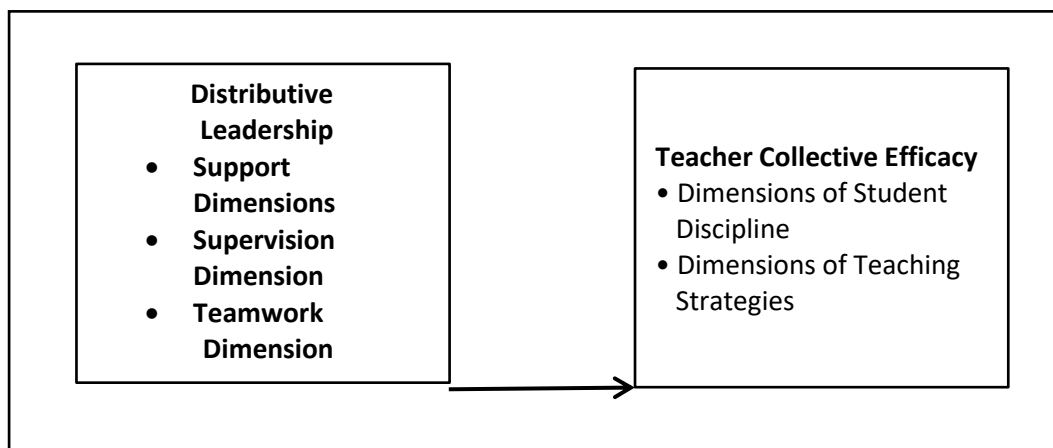 Distributive
Leadership
• Support
Dimensions
• Supervision
Dimension
• Teamwork
Dimension
Teacher Collective Efficacy
• Dimensions of Student
Discipline
• Dimensions of Teaching
Strategies